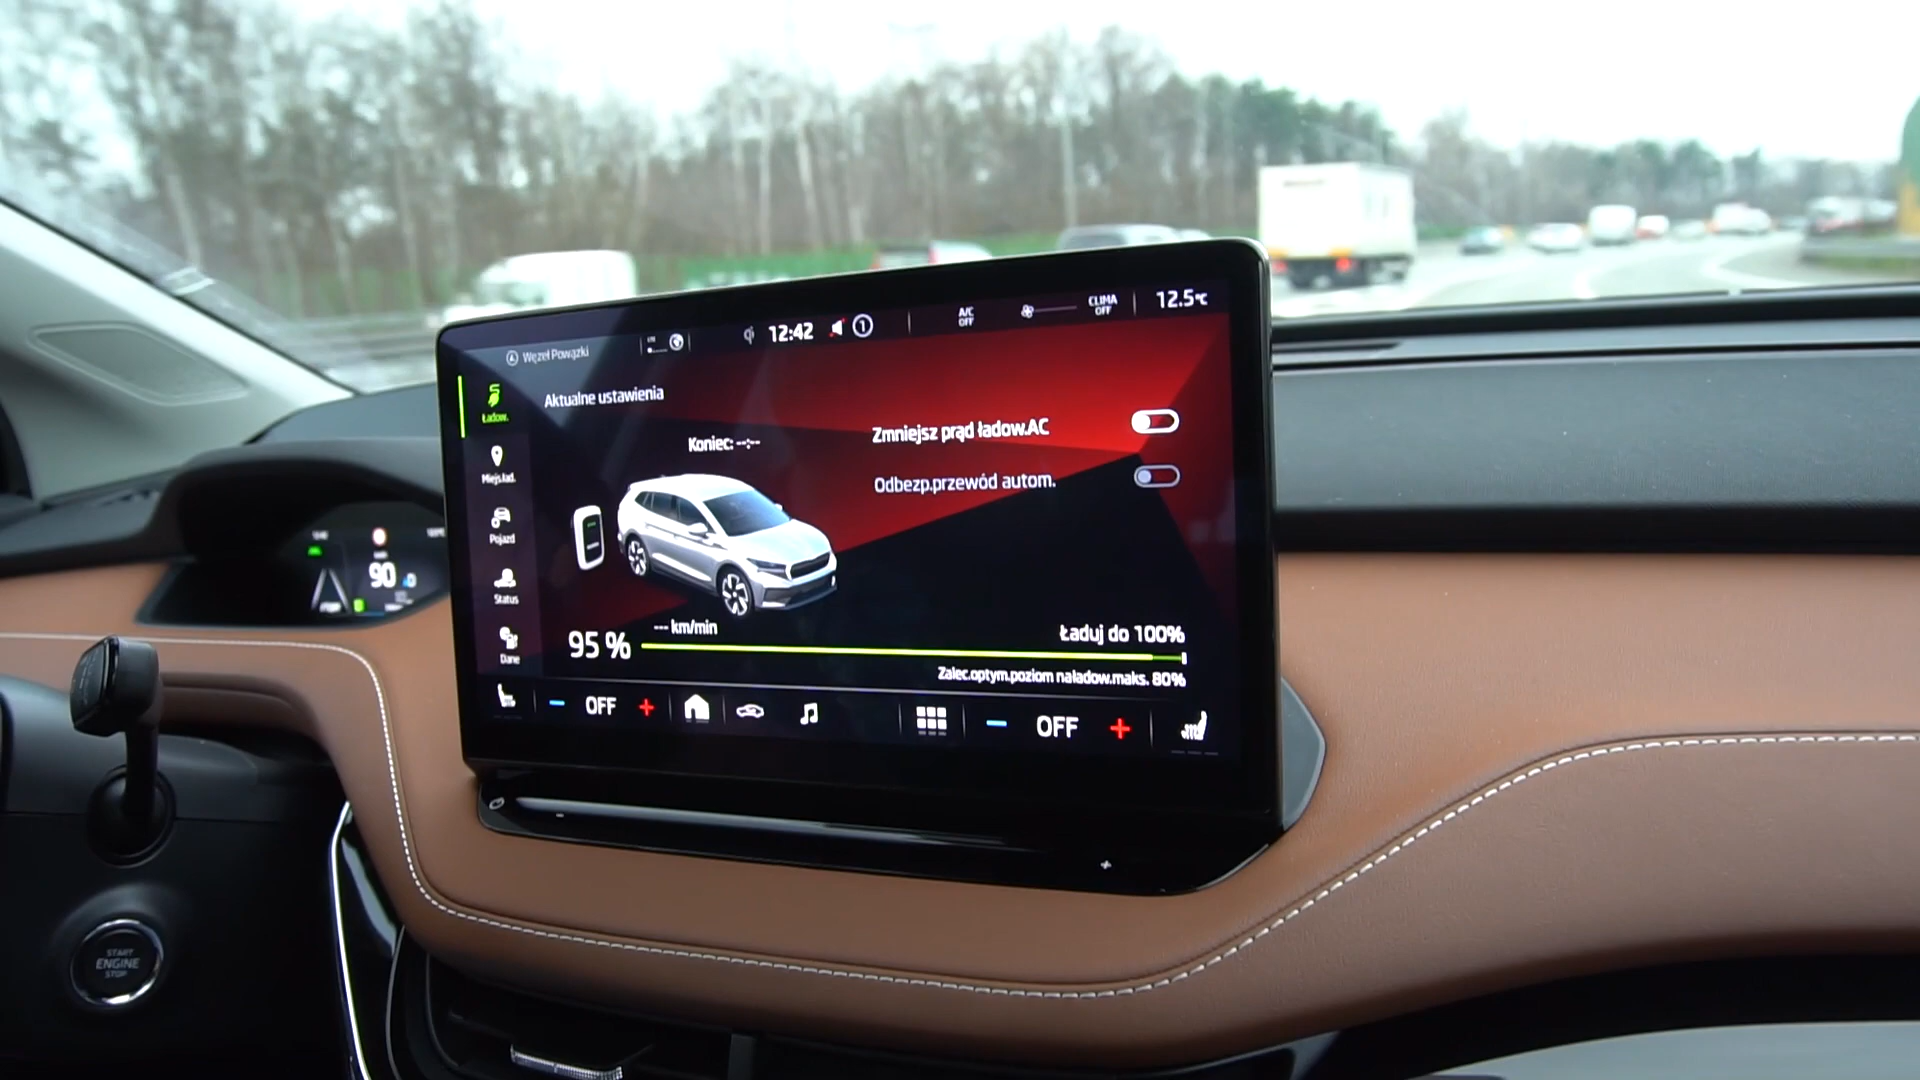 Węzeł Powązki
LTE
12:42
1
A/C
OFF
CLIMA
OFF
12.5°C
Ładow.
Miejs.ład.
Pojazd
Status
Dane
Aktualne ustawienia
Koniec: --:--
Zmniejsz prąd ładow.AC
Odbezp.przewód autom.
--- km/min
95 %
Ładuj do 100%
Zalec.optym.poziom naładow.maks. 80%
- OFF +
- OFF +
90
START
ENGINE
STOP
- +